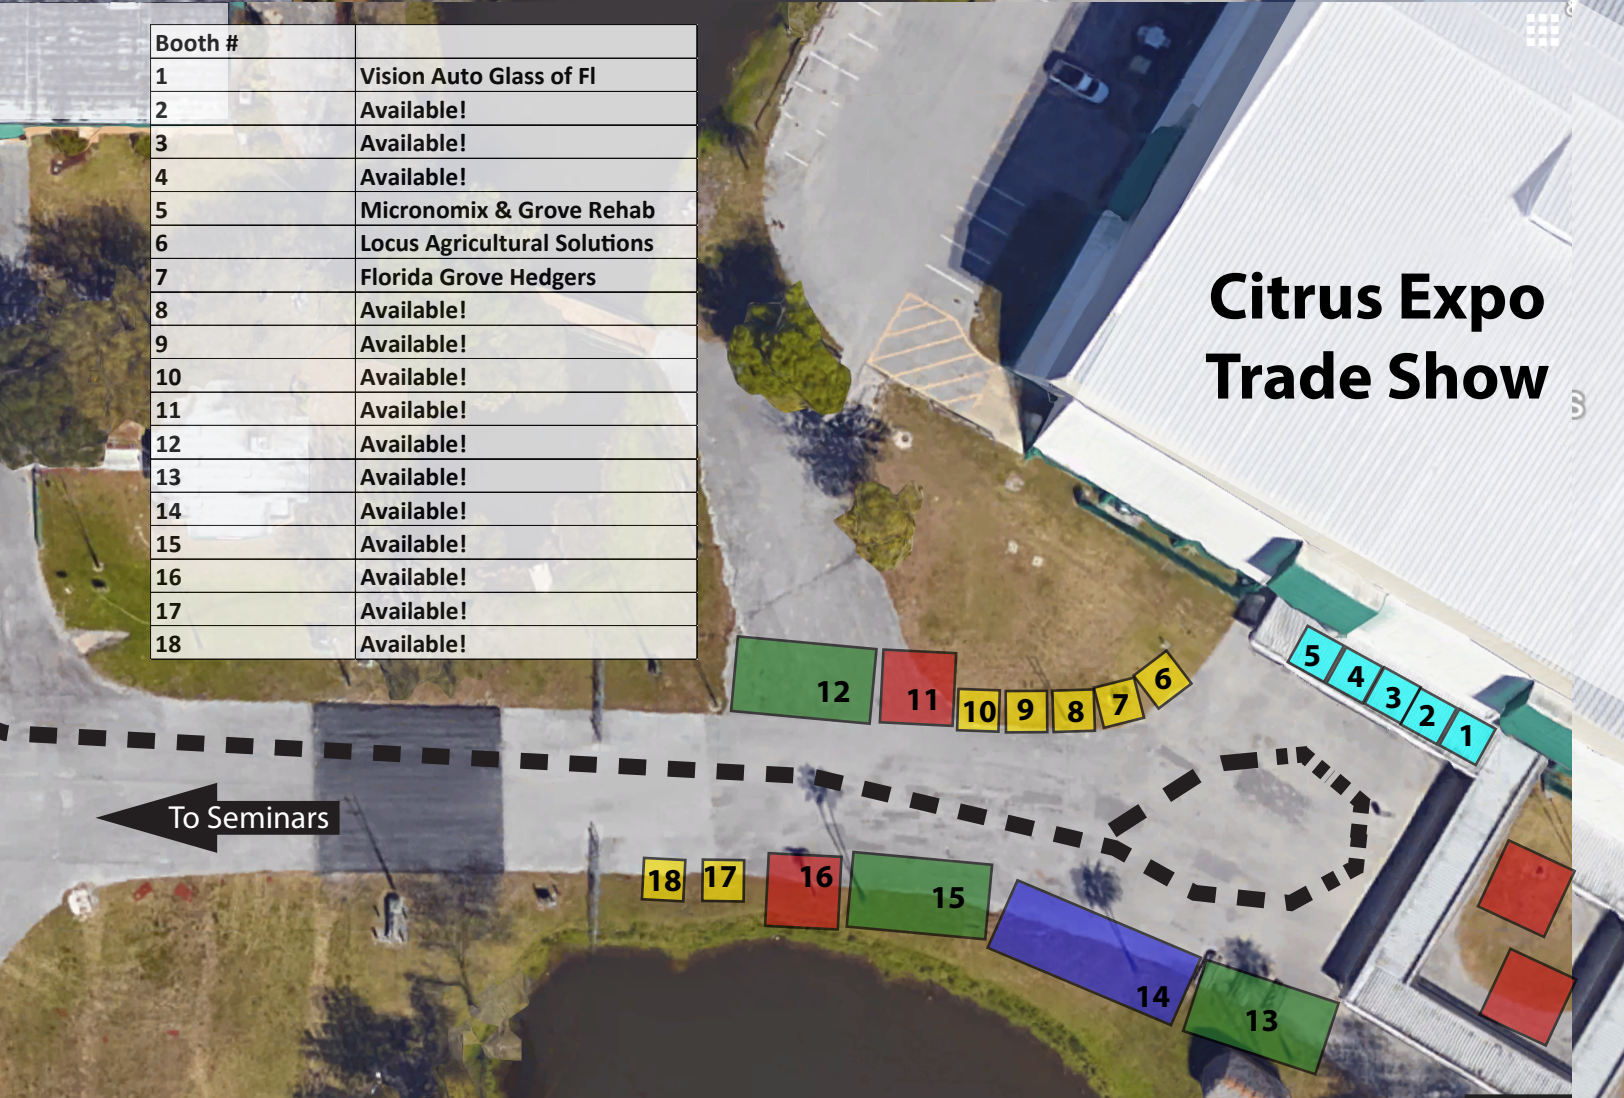 Booth #
1 Vision Auto Glass of Fl
2 Available!
3 Available!
4 Available!
5 Micronomix & Grove Rehab
6 Locus Agricultural Solutions
7 Florida Grove Hedgers
8 Available!
9 Available!
10 Available!
11 Available!
12 Available!
13 Available!
14 Available!
15 Available!
16 Available!
17 Available!
18 Available!
Citrus Expo
Trade Show
S
5
4
3
2
1
12
11
10
9
8
7
6
To Seminars
18
17
16
15
14
13